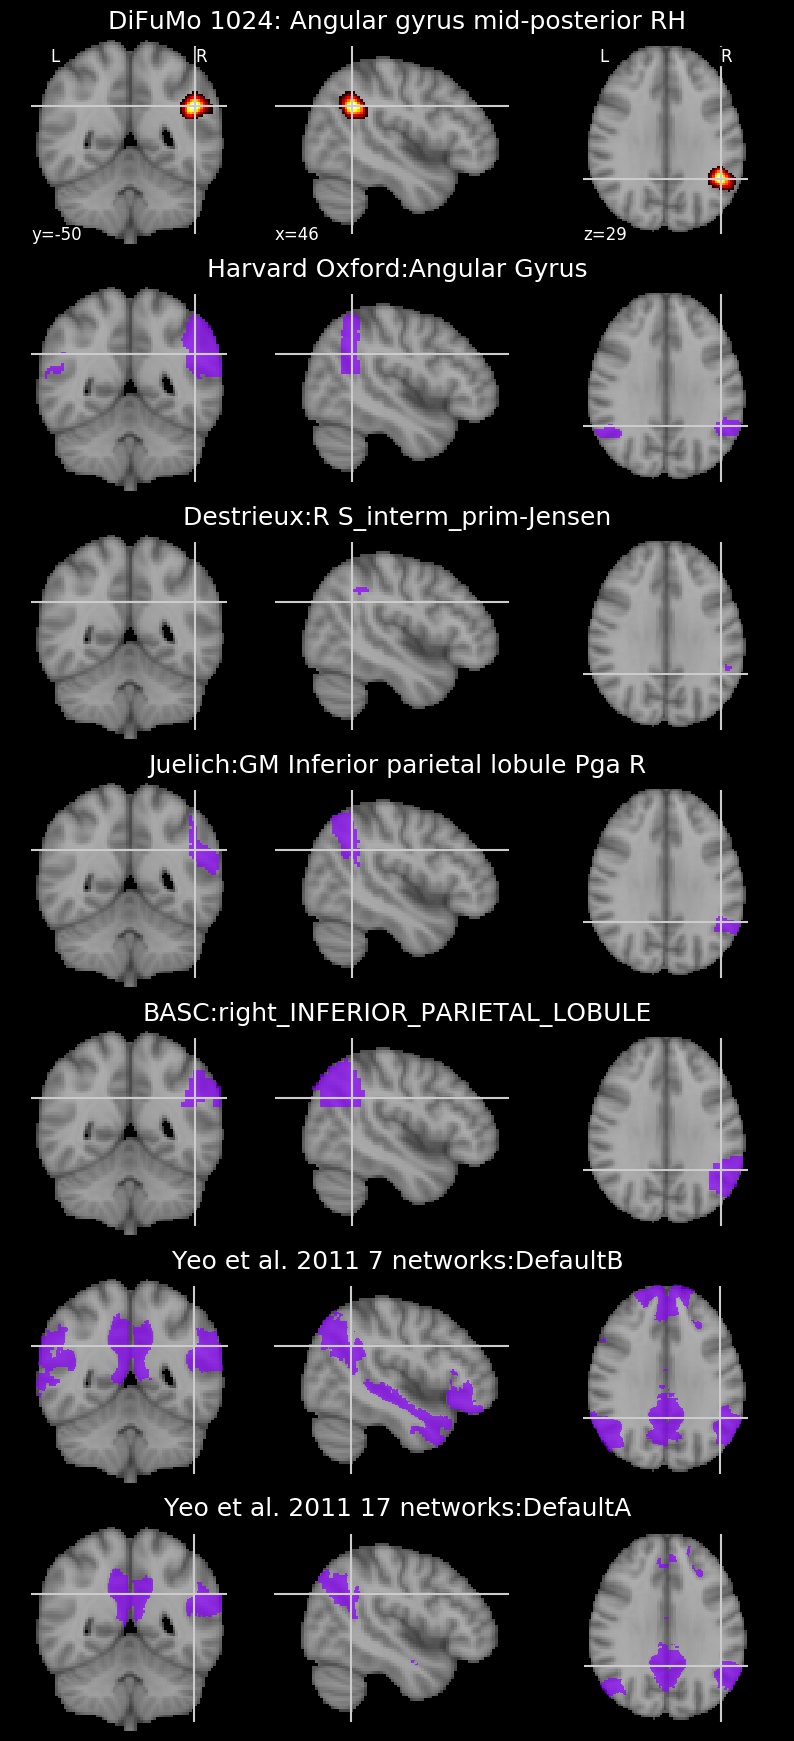 DiFuMo 1024: Angular gyrus mid-posterior RH
L R L R
y=-50 x=46 z=29
Harvard Oxford:Angular Gyrus
Destrieux:R S_interm_prim-Jensen
Juelich:GM Inferior parietal lobule Pga R
BASC:right_INFERIOR_PARIETAL_LOBULE
Yeo et al. 2011 7 networks:DefaultB
Yeo et al. 2011 17 networks:DefaultA